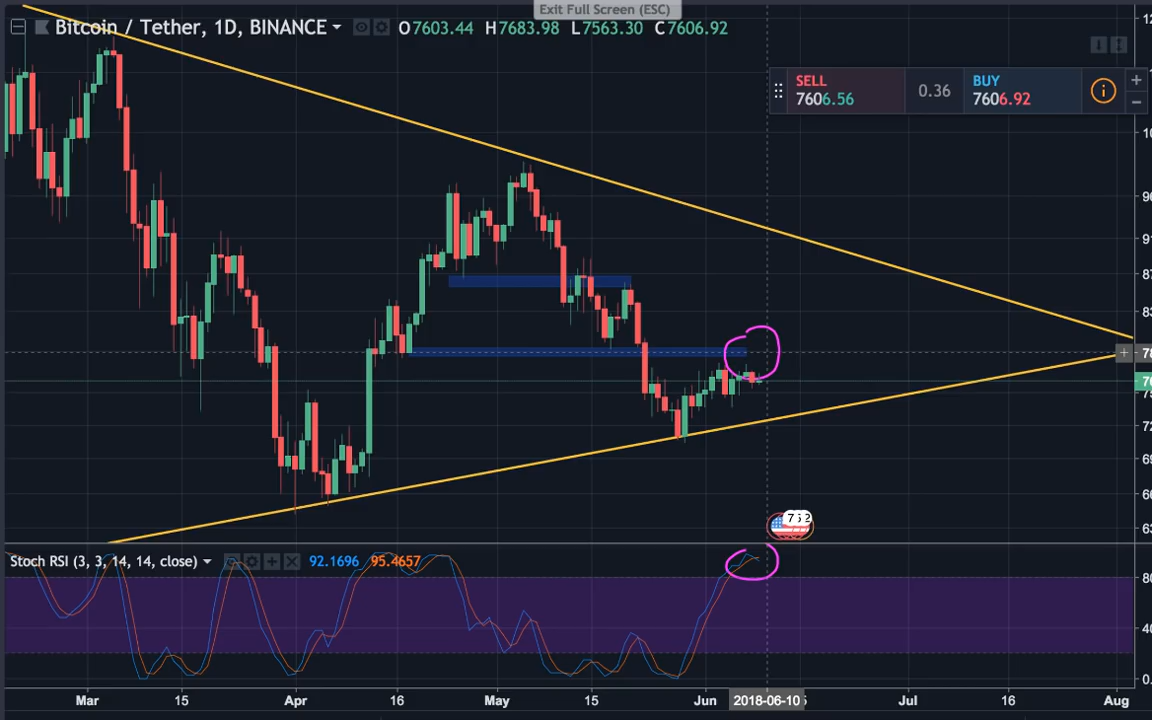 Exit Full Screen (ESC)
Bitcoin / Tether, 1D, BINANCE O7603.44 H7683.98 L7563.30 C7606.92
SELL
7606.56
0.36
BUY
7606.92
Stoch RSI (3, 3, 14, 14, close) 92.1696 95.4657
Mar 15 Apr 16 May 15 Jun 2018-06-10 Jul 16 Aug